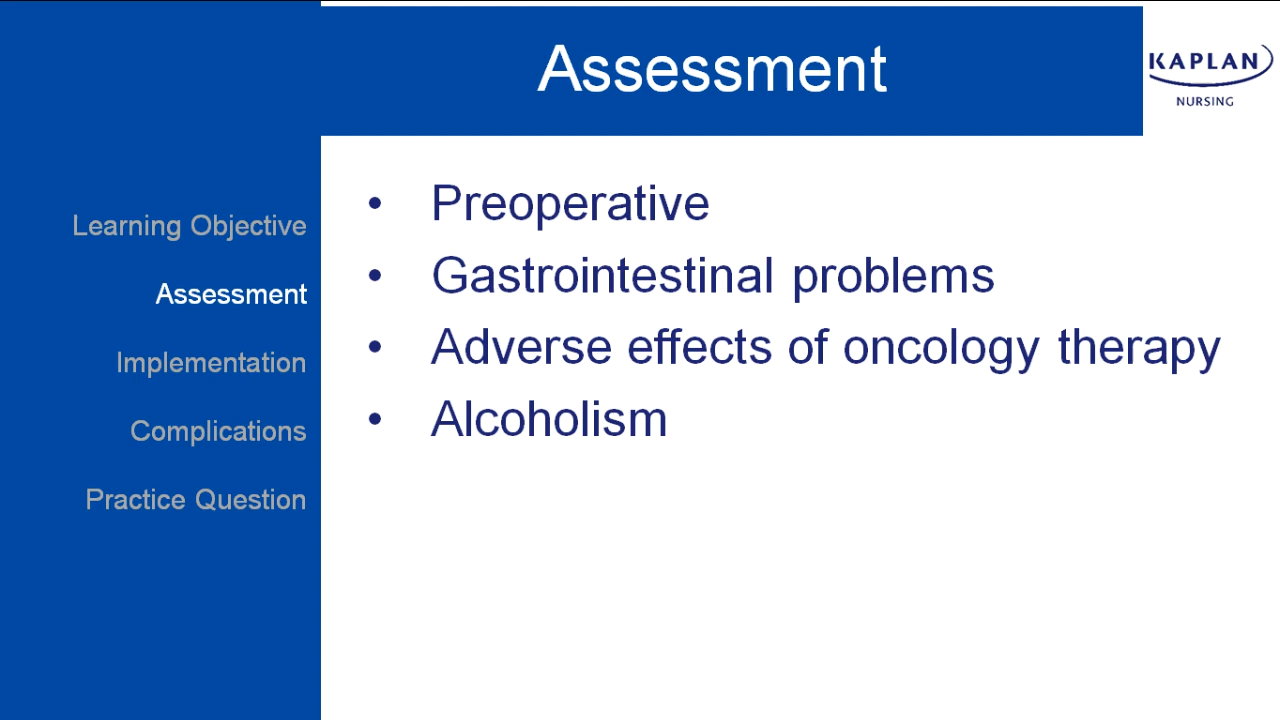 Assessment
KAPLAN
NURSING
Learning Objective
Assessment
Implementation
Complications
Practice Question
• Preoperative
• Gastrointestinal problems
• Adverse effects of oncology therapy
• Alcoholism